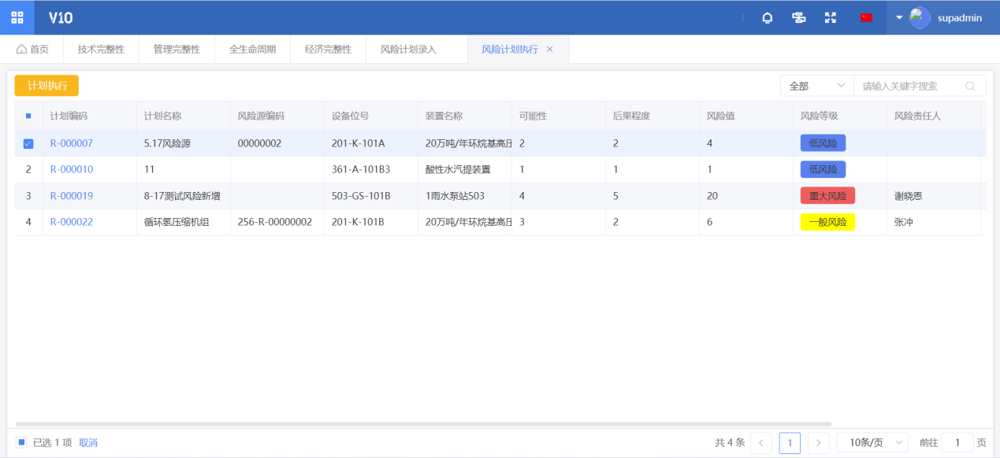 V10 supadmin
首页 技术完整性 管理完整性 全生命周期 经济完整性 风险计划录入 风险计划执行
计划执行 全部 请输入关键字搜索
计划编码 计划名称 风险源编码 设备位号 装置名称 可能性 后果程度 风险值 风险等级 风险责任人
R-000007 5.17风险源 00000002 201-K-101A 20万吨/年环烷基高压 2 2 4 低风险
2 R-000010 11 361-A-101B3 酸性水汽提装置 1 1 1 低风险
3 R-000019 8-17测试风险新增 503-GS-101B 1雨水泵站503 4 5 20 重大风险 谢晓恩
4 R-000022 循环氢压缩机组 256-R-00000002 201-K-101B 20万吨/年环烷基高压 3 2 6 一般风险 张冲
已选 1 项 取消 共 4 条 1 10条/页 前往 1 页